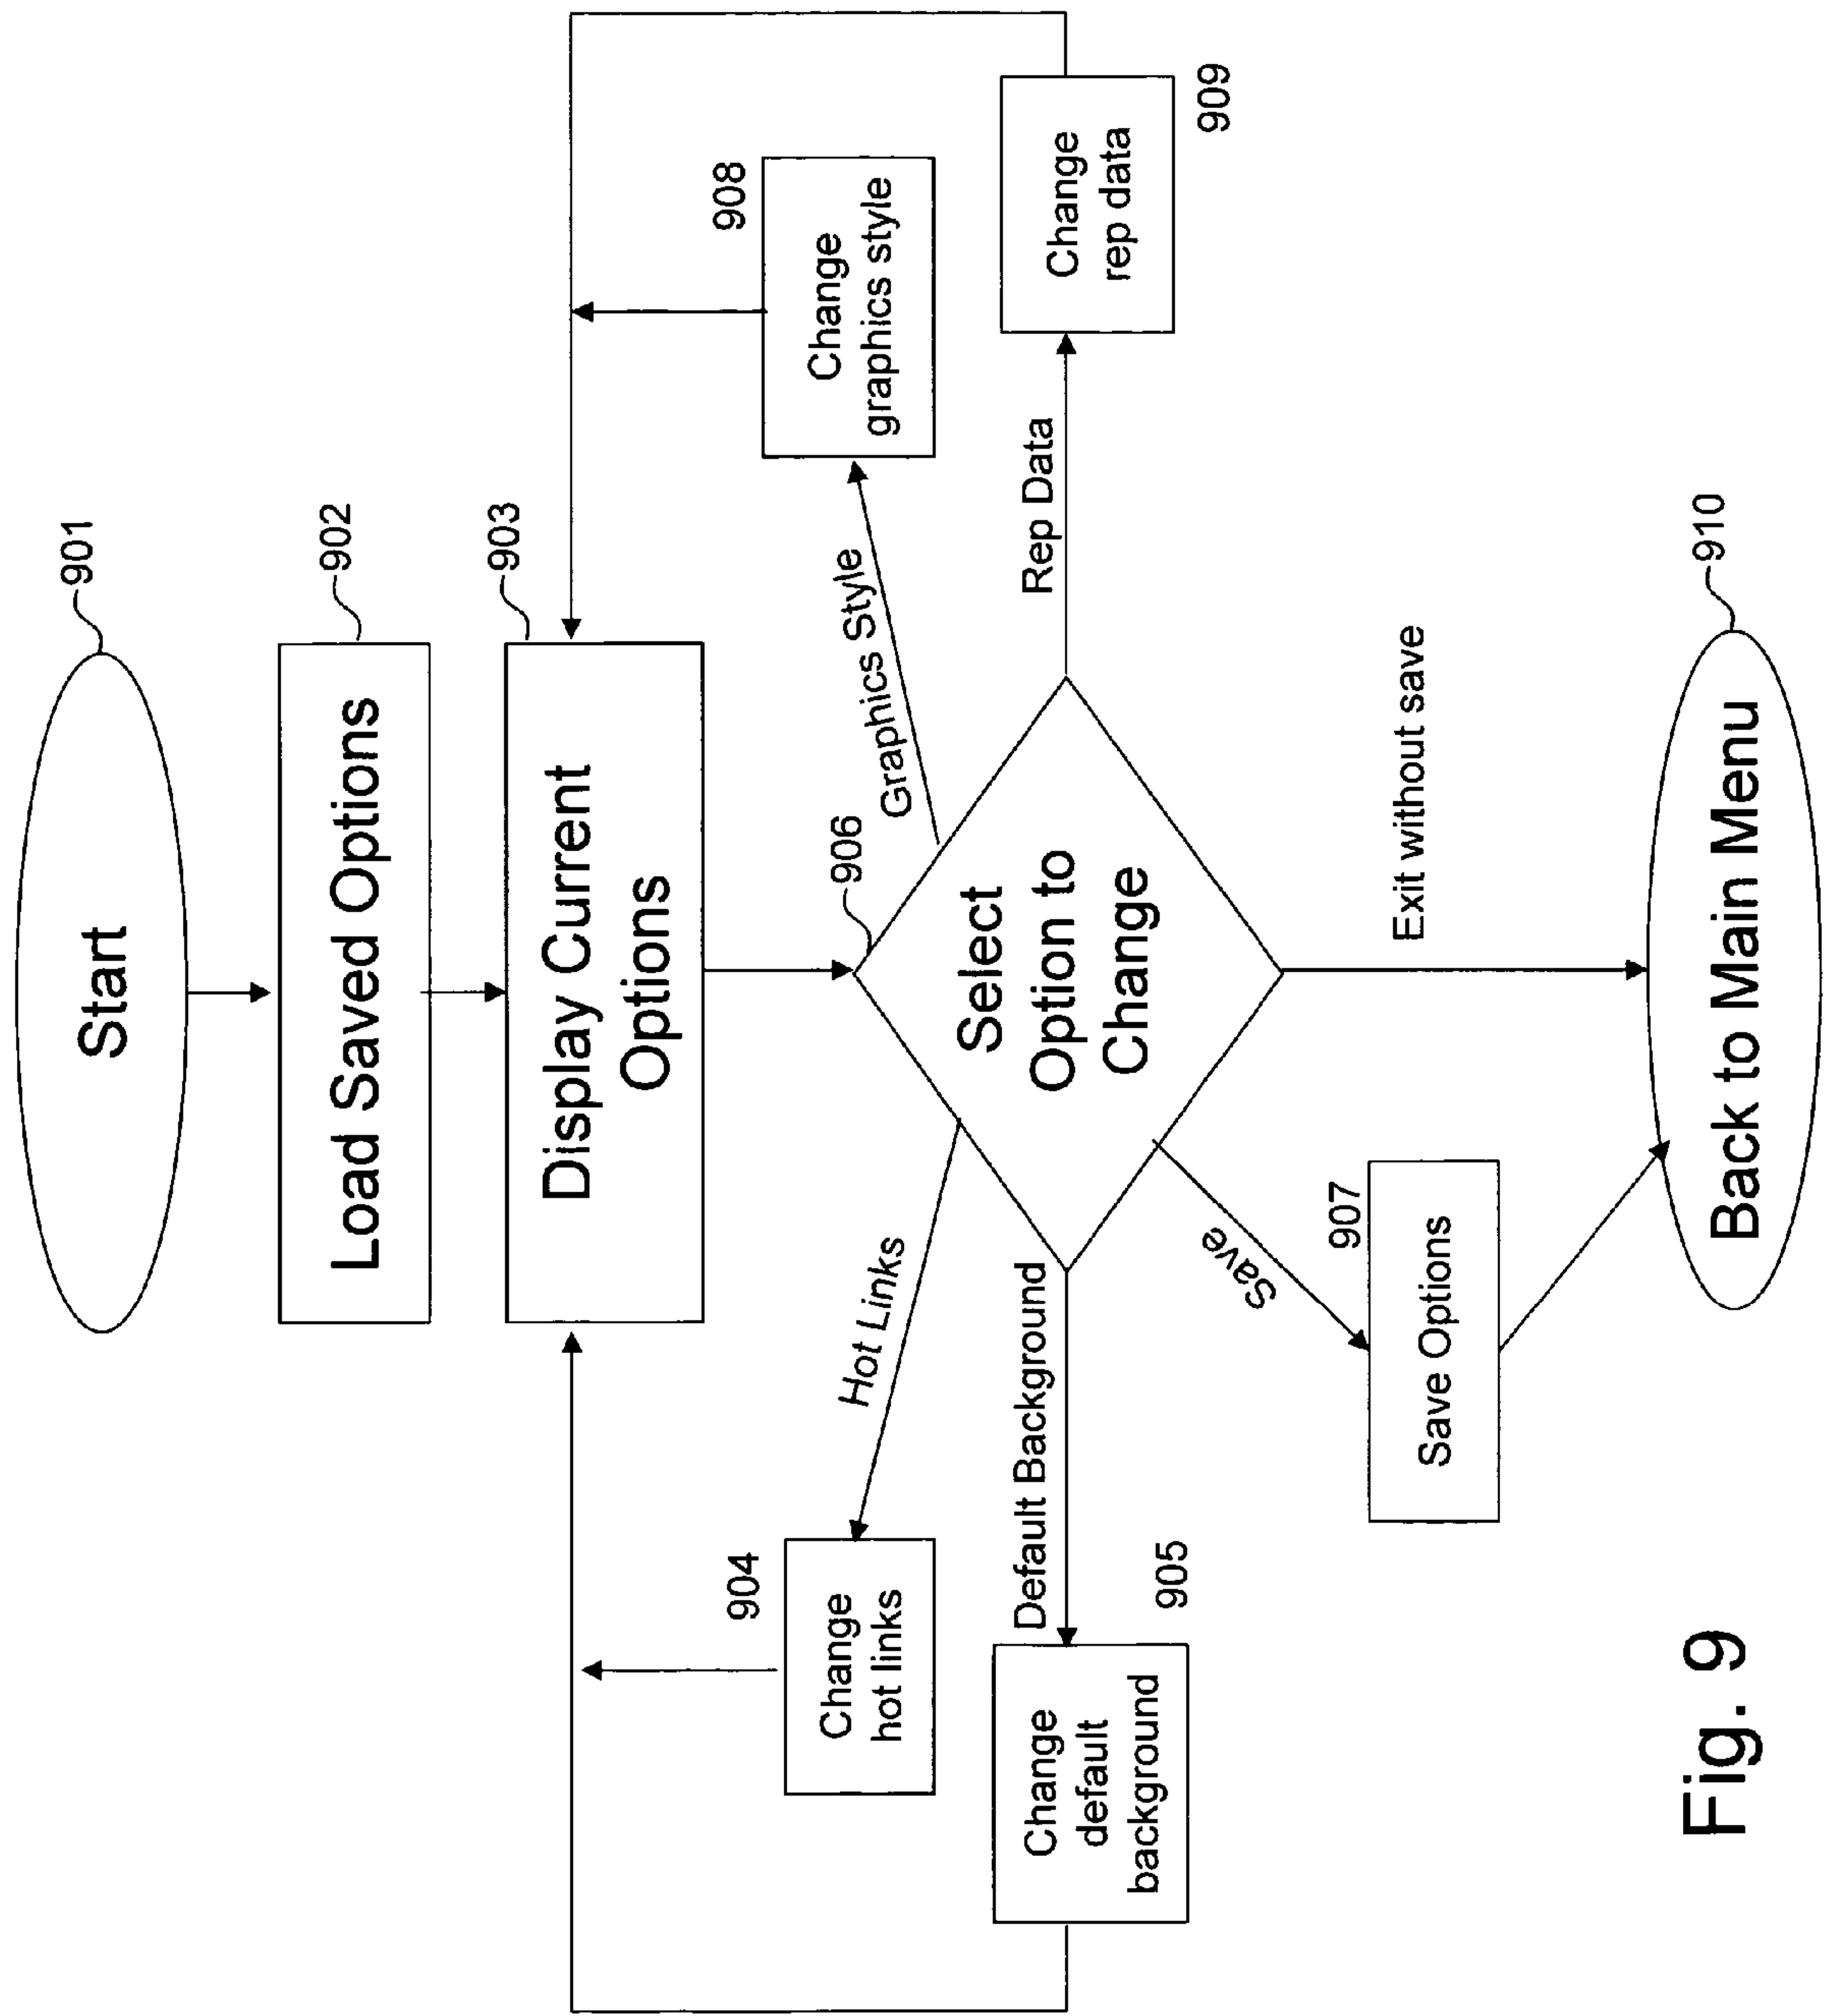 Start
901
Load Saved Options
902
Display Current
Options
903
904
Change
hot links
Hot Links
906
Graphics Style
908
Change
graphics style
Select
Option to
Change
Default Background
Change
default
background
905
Rep Data
Change
rep data
909
Save
907
Save Options
Exit without save
Back to Main Menu
910
Fig. 9